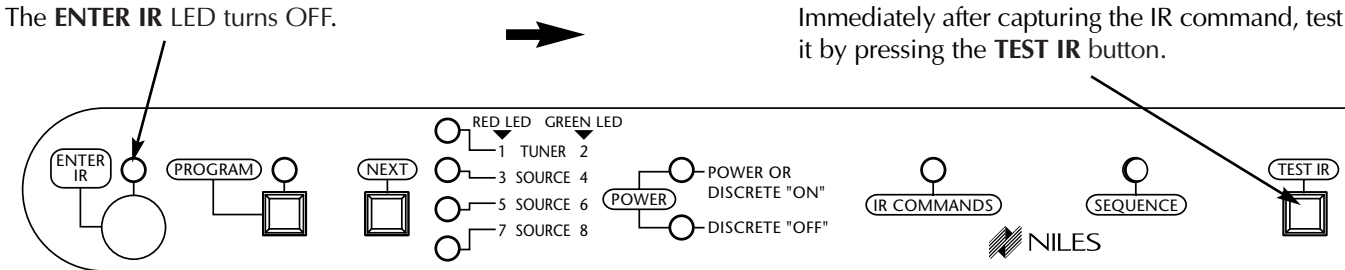 The ENTER IR LED turns OFF.
Immediately after capturing the IR command, test
it by pressing the TEST IR button.
RED LED GREEN LED
1 TUNER 2
3 SOURCE 4
5 SOURCE 6
7 SOURCE 8
ENTER
IR
PROGRAM
NEXT
POWER
POWER OR
DISCRETE "ON"
DISCRETE "OFF"
IR COMMANDS
SEQUENCE
TEST IR
NILES